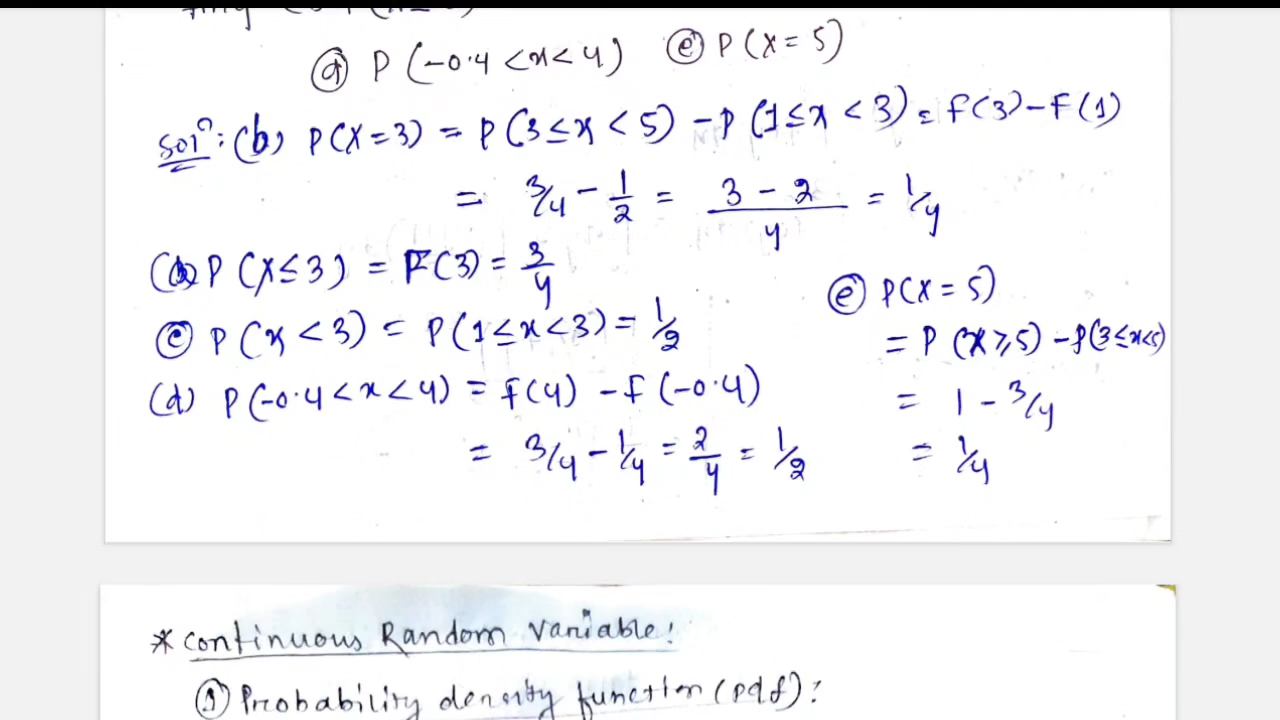 (d) P(-0.4 < x < 4) (e) P(X = 5)
Solⁿ: (b) P(X = 3) = P(3 ≤ x < 5) - P(1 ≤ x < 3) = F(3) - F(1)
= 3/4 - 1/2 = (3 - 2)/4 = 1/4
P(X ≤ 3) = F(3) = 3/4
(c) P(x < 3) = P(1 ≤ x < 3) = 1/2
(d) P(-0.4 < x < 4) = F(4) - F(-0.4)
= 3/4 - 1/4 = 2/4 = 1/2
(e) P(X = 5)
= P(x ≥ 5) - P(3 ≤ x < 5)
= 1 - 3/4
= 1/4
* Continuous Random Variable:
(1) Probability density function (pdf):